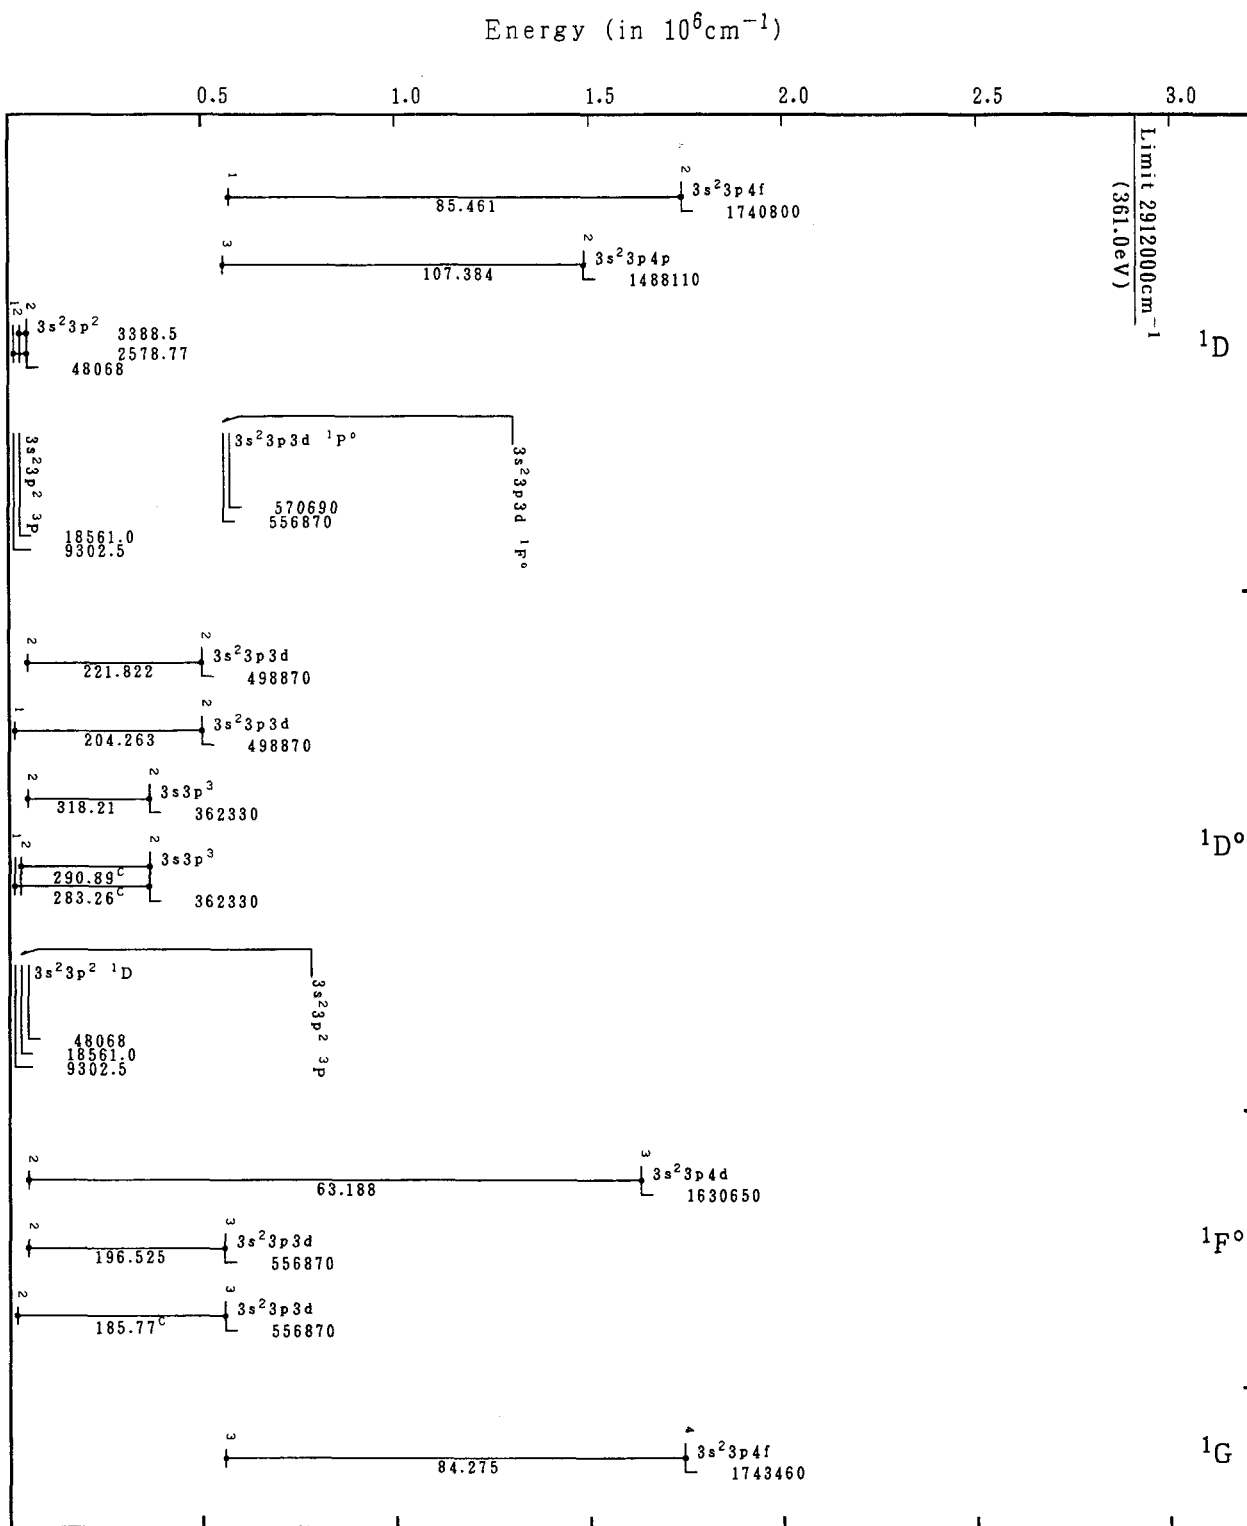 Energy (in 10⁶cm⁻¹)
0.5 1.0 1.5 2.0 2.5 3.0
Limit 2912000cm⁻¹
(361.0eV)
1 2 3s²3p4f
85.461 1740800
3 2 3s²3p4p
107.384 1488110
1 2 2 3s²3p² 3388.5
2578.77
48068
¹D
3s²3p² ³P
18561.0
9302.5
3s²3p3d ¹P°
3s²3p3d ¹F°
570690
556870
2 2 3s²3p3d
221.822 498870
1 2 3s²3p3d
204.263 498870
2 2 3s3p³
318.21 362330
1 2 2 3s3p³
290.89ᶜ
283.26ᶜ 362330
¹D°
3s²3p² ¹D
3s²3p² ³P
48068
18561.0
9302.5
2 3 3s²3p4d
63.188 1630650
2 3 3s²3p3d
196.525 556870
¹F°
2 3 3s²3p3d
185.77ᶜ 556870
3 4 3s²3p4f
84.275 1743460
¹G